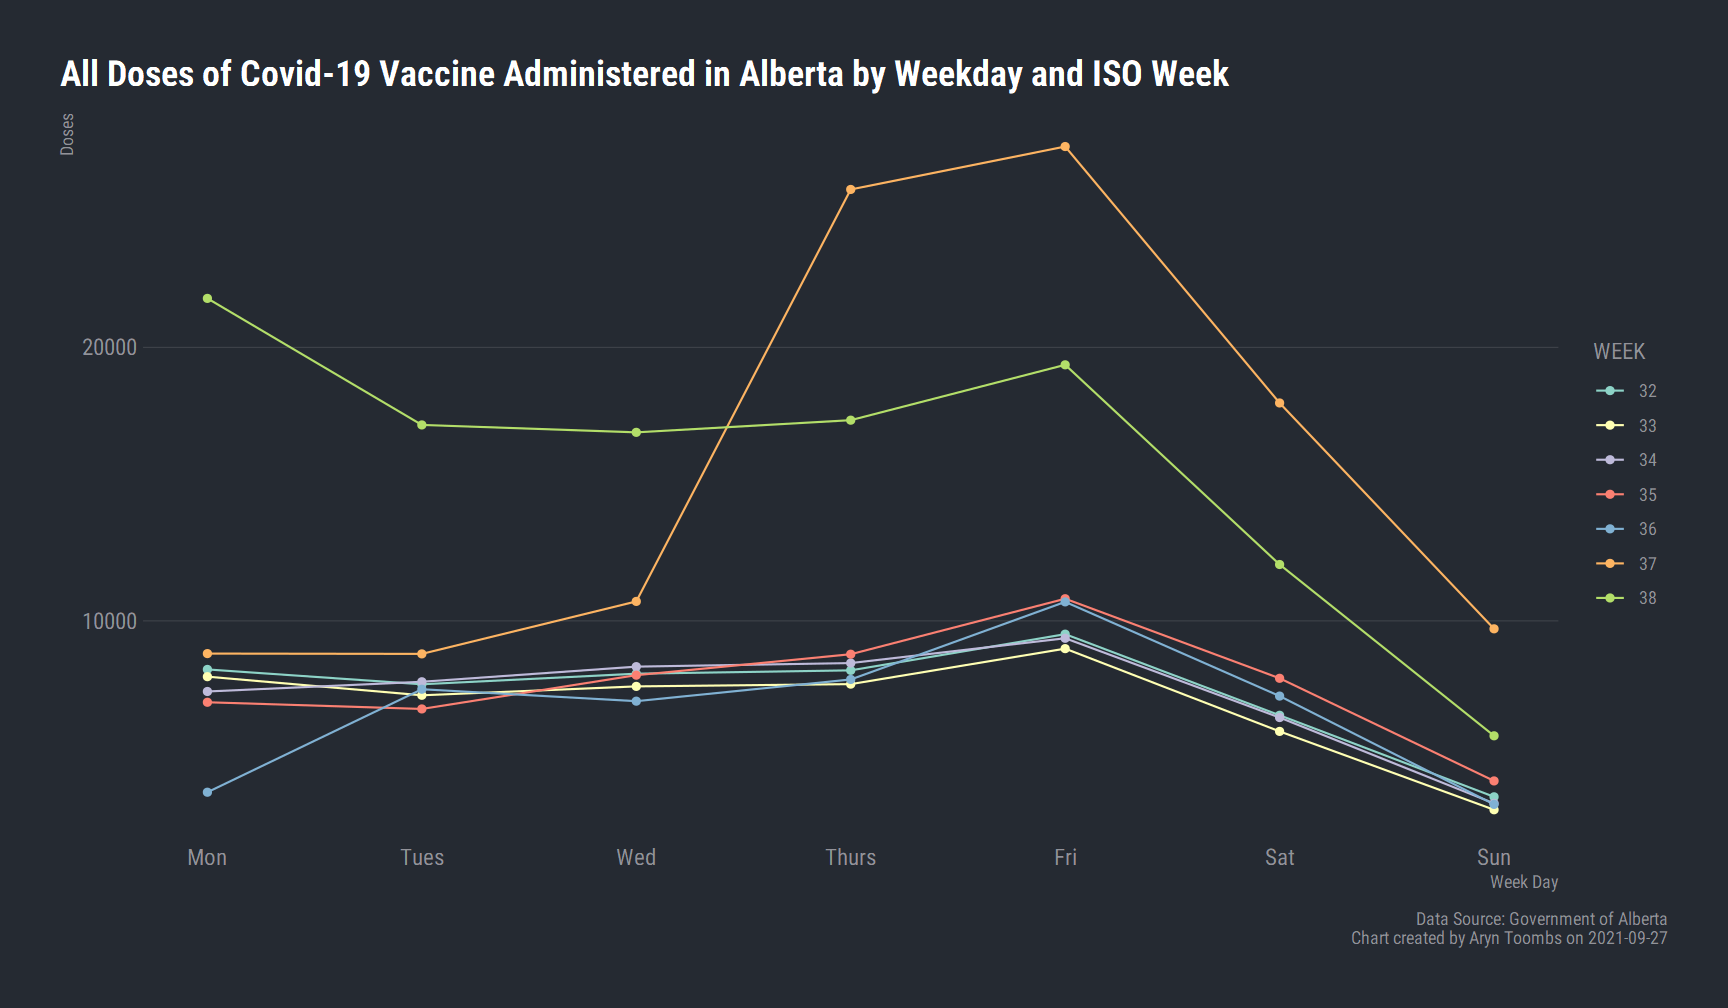 All Doses of Covid-19 Vaccine Administered in Alberta by Weekday and ISO Week
Doses
20000
10000
WEEK
32
33
34
35
36
37
38
Mon Tues Wed Thurs Fri Sat Sun
Week Day
Data Source: Government of Alberta
Chart created by Aryn Toombs on 2021-09-27